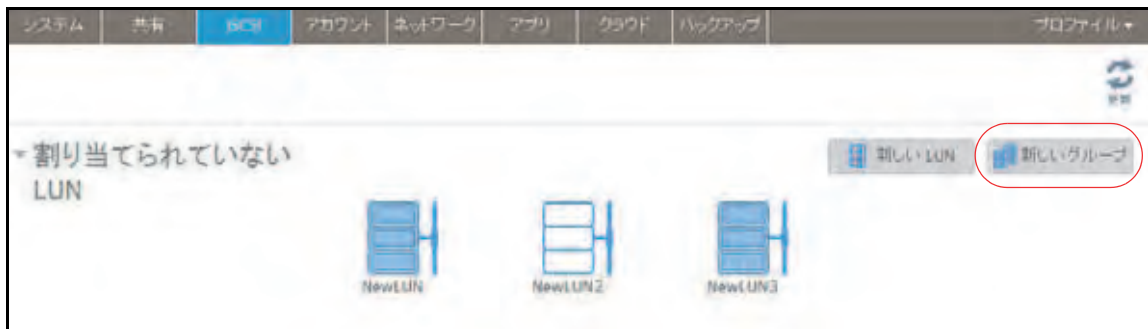 システム 共有 iSCSI アカウント ネットワーク アプリ クラウド バックアップ プロファイル
更新
割り当てられていない
LUN
新しい LUN 新しいグループ
NewLUN NewLUN2 NewLUN3